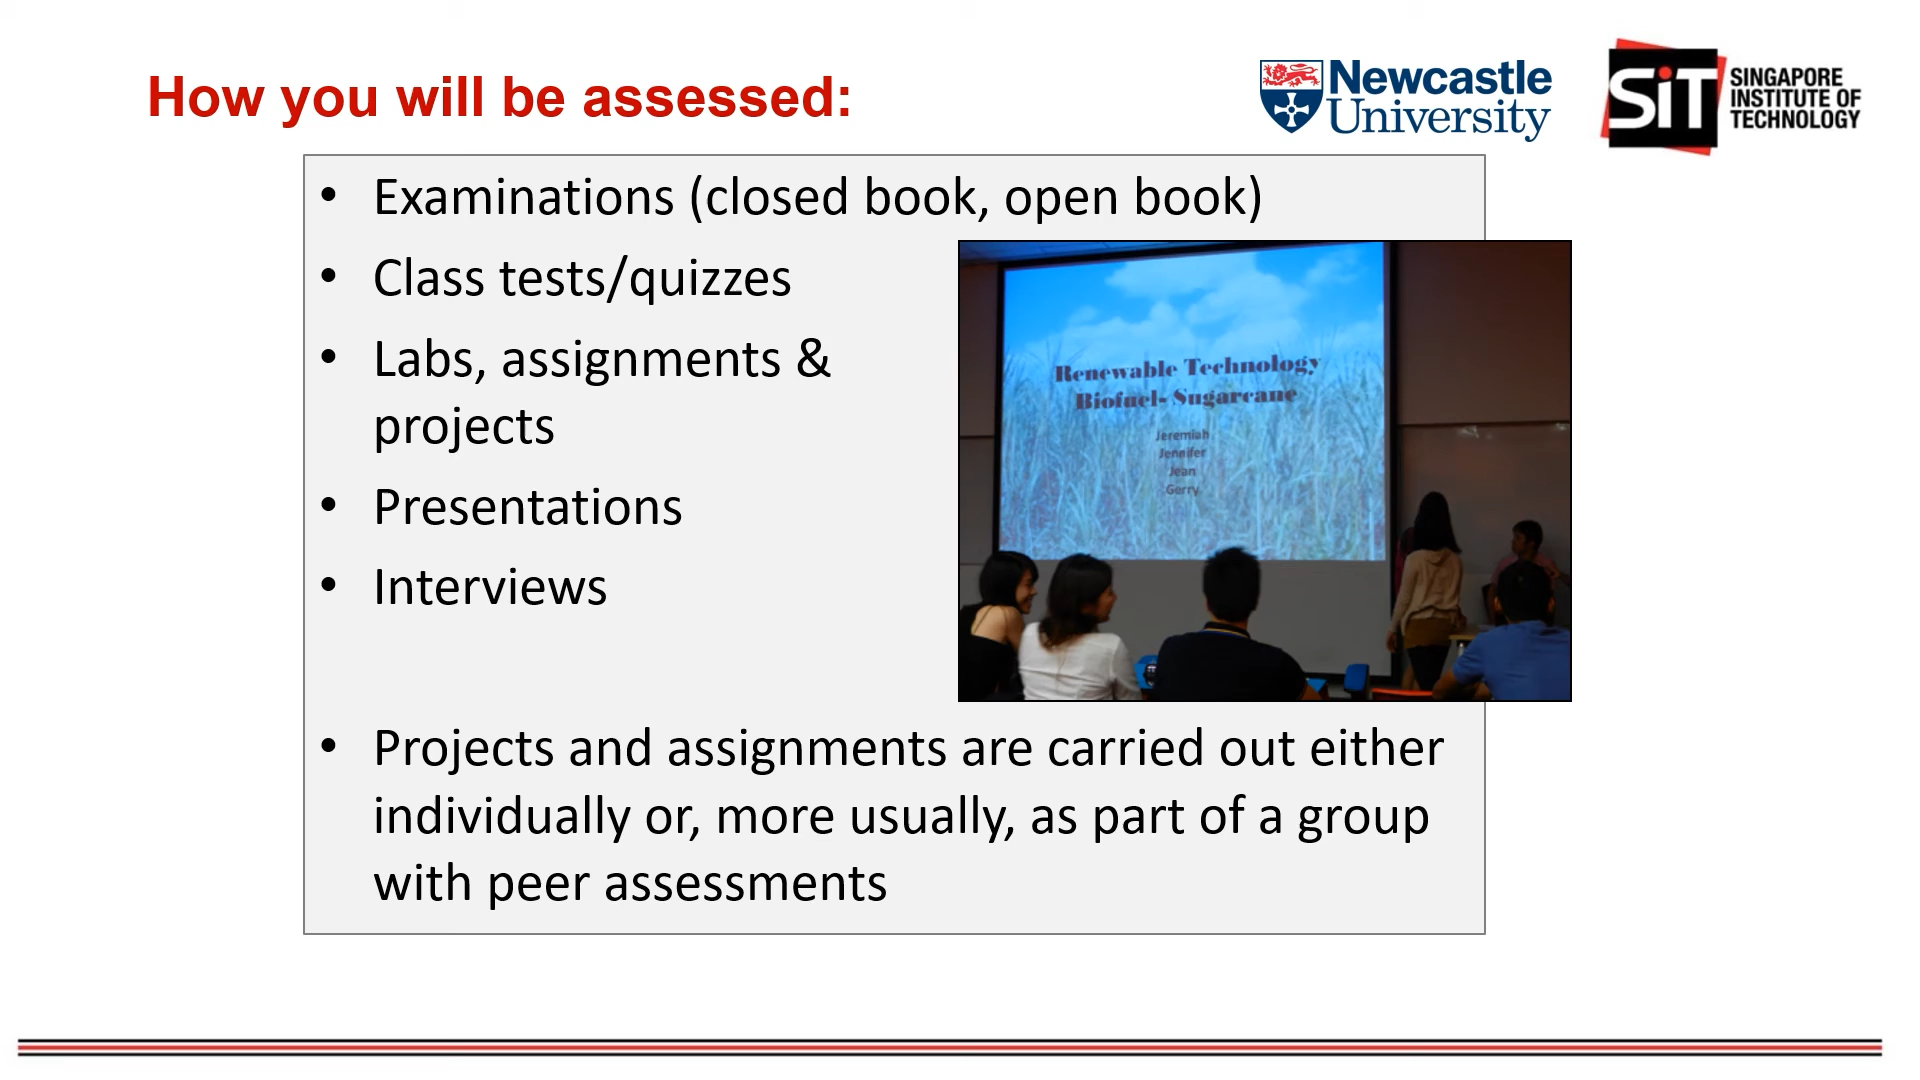 How you will be assessed:
Newcastle
University
SiT
SINGAPORE
INSTITUTE OF
TECHNOLOGY
• Examinations (closed book, open book)
• Class tests/quizzes
• Labs, assignments &
projects
• Presentations
• Interviews
Renewable Technology
Biofuel- Sugarcane
Jeremiah
Jennifer
Jean
Gerry
• Projects and assignments are carried out either
individually or, more usually, as part of a group
with peer assessments